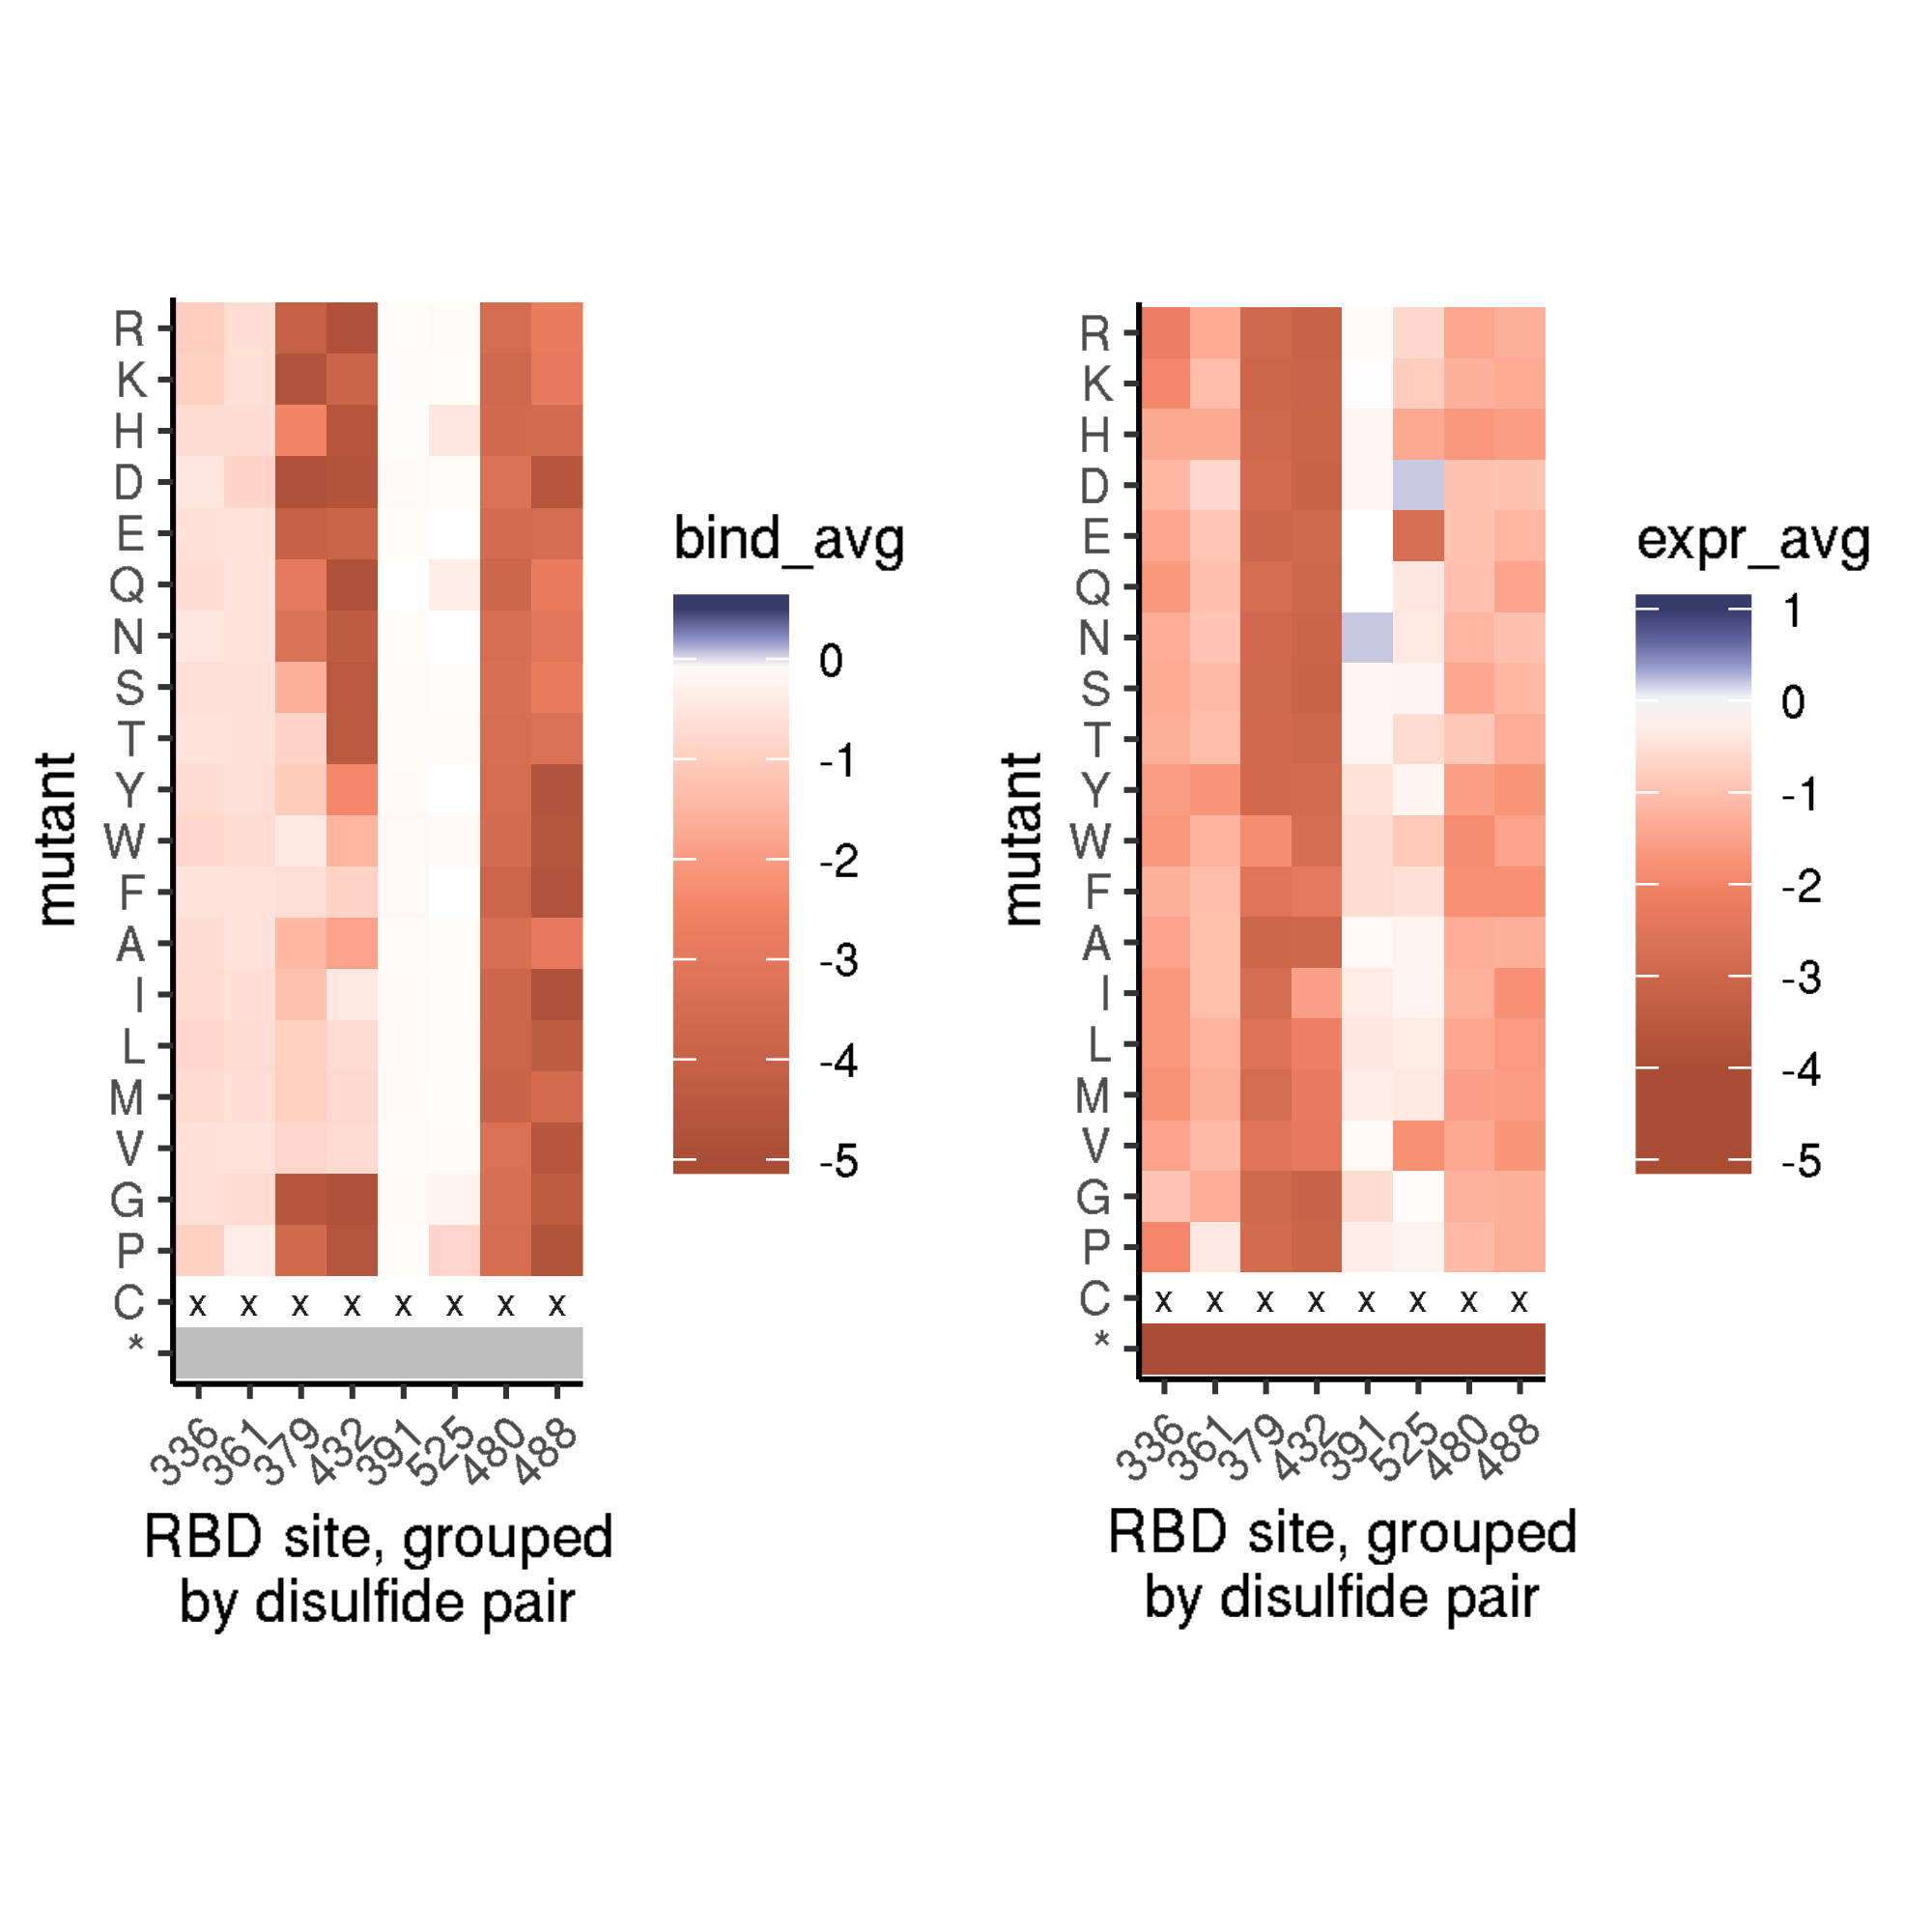 mutant
R
K
H
D
E
Q
N
S
T
Y
W
F
A
I
L
M
V
G
P
C
*
x x x x x x x x
336 361 379 432 391 525 480 488
RBD site, grouped
by disulfide pair
bind_avg
0
-1
-2
-3
-4
-5
mutant
R
K
H
D
E
Q
N
S
T
Y
W
F
A
I
L
M
V
G
P
C
*
x x x x x x x x
336 361 379 432 391 525 480 488
RBD site, grouped
by disulfide pair
expr_avg
1
0
-1
-2
-3
-4
-5